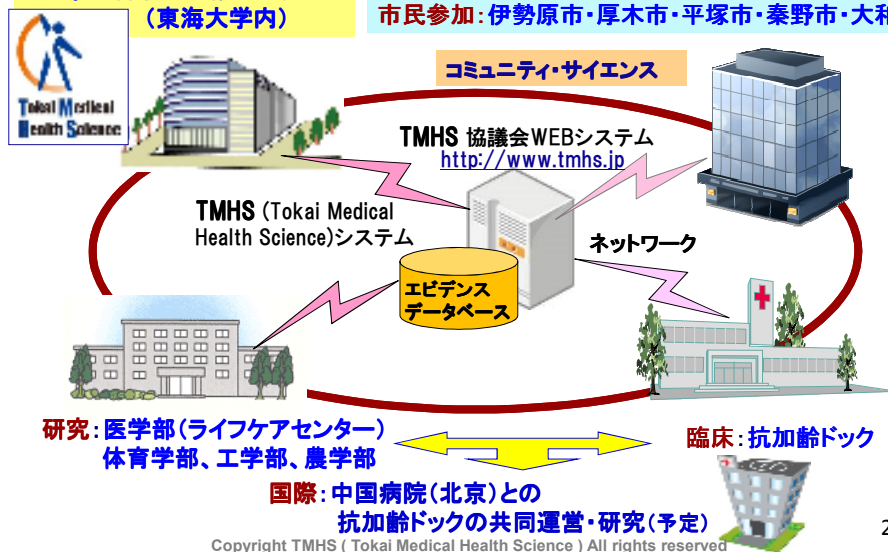 (東海大学内)
市民参加:伊勢原市・厚木市・平塚市・秦野市・大和
Tokai Medical
Health Science
コミュニティ・サイエンス
TMHS 協議会WEBシステム
http://www.tmhs.jp
TMHS (Tokai Medical
Health Science)システム
ネットワーク
エビデンス
データベース
研究:医学部(ライフケアセンター)
体育学部、工学部、農学部
臨床:抗加齢ドック
国際:中国病院(北京)との
抗加齢ドックの共同運営・研究(予定)
2
Copyright TMHS ( Tokai Medical Health Science ) All rights reserved